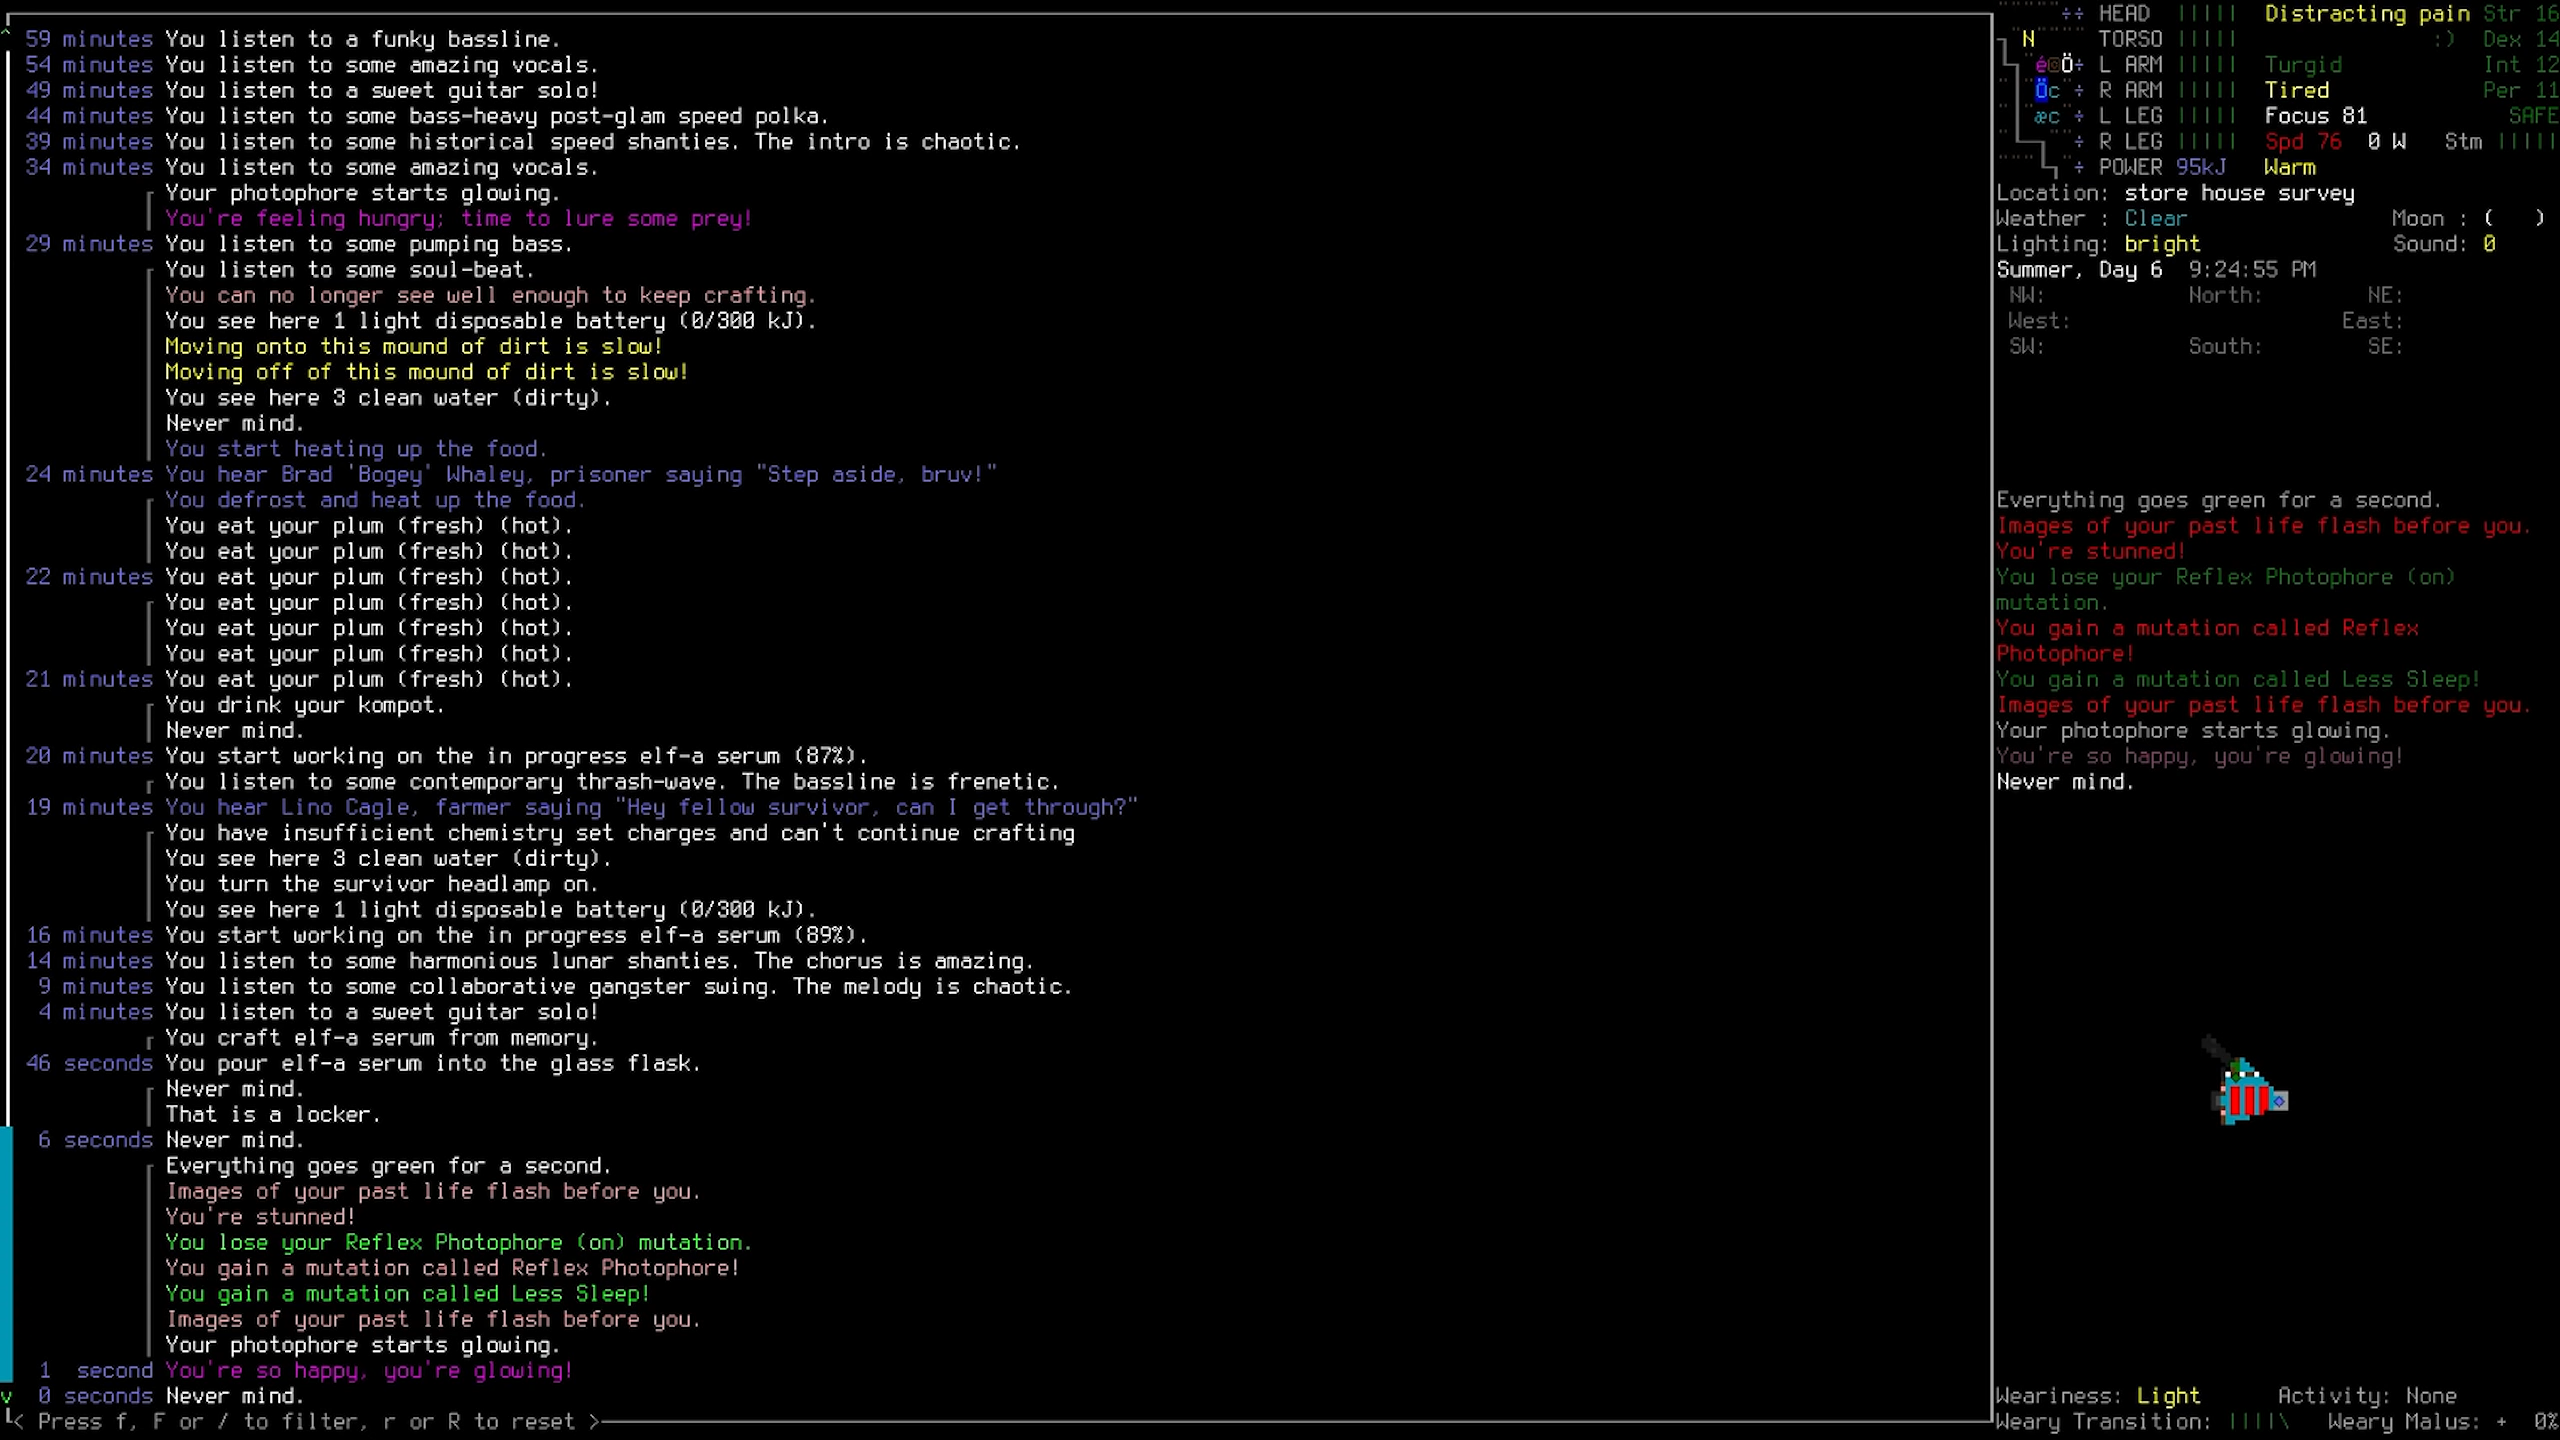 59 minutes You listen to a funky bassline.
54 minutes You listen to some amazing vocals.
49 minutes You listen to a sweet guitar solo!
44 minutes You listen to some bass-heavy post-glam speed polka.
39 minutes You listen to some historical speed shanties. The intro is chaotic.
34 minutes You listen to some amazing vocals.
Your photophore starts glowing.
You're feeling hungry; time to lure some prey!
29 minutes You listen to some pumping bass.
You listen to some soul-beat.
You can no longer see well enough to keep crafting.
You see here 1 light disposable battery (0/300 kJ).
Moving onto this mound of dirt is slow!
Moving off of this mound of dirt is slow!
You see here 3 clean water (dirty).
Never mind.
You start heating up the food.
24 minutes You hear Brad 'Bogey' Whaley, prisoner saying "Step aside, bruv!"
You defrost and heat up the food.
You eat your plum (fresh) (hot).
You eat your plum (fresh) (hot).
22 minutes You eat your plum (fresh) (hot).
You eat your plum (fresh) (hot).
You eat your plum (fresh) (hot).
You eat your plum (fresh) (hot).
21 minutes You eat your plum (fresh) (hot).
You drink your kompot.
Never mind.
20 minutes You start working on the in progress elf-a serum (87%).
You listen to some contemporary thrash-wave. The bassline is frenetic.
19 minutes You hear Lino Cagle, farmer saying "Hey fellow survivor, can I get through?"
You have insufficient chemistry set charges and can't continue crafting
You see here 3 clean water (dirty).
You turn the survivor headlamp on.
You see here 1 light disposable battery (0/300 kJ).
16 minutes You start working on the in progress elf-a serum (89%).
14 minutes You listen to some harmonious lunar shanties. The chorus is amazing.
9 minutes You listen to some collaborative gangster swing. The melody is chaotic.
4 minutes You listen to a sweet guitar solo!
You craft elf-a serum from memory.
46 seconds You pour elf-a serum into the glass flask.
Never mind.
That is a locker.
6 seconds Never mind.
Everything goes green for a second.
Images of your past life flash before you.
You're stunned!
You lose your Reflex Photophore (on) mutation.
You gain a mutation called Reflex Photophore!
You gain a mutation called Less Sleep!
Images of your past life flash before you.
Your photophore starts glowing.
1 second You're so happy, you're glowing!
0 seconds Never mind.
< Press f, F or / to filter, r or R to reset >
HEAD ||||| Distracting pain Str 16
N TORSO ||||| :) Dex 14
é@Ö÷ L ARM ||||| Turgid Int 12
Öc ÷ R ARM ||||| Tired Per 11
æc ÷ L LEG ||||| Focus 81 SAFE
÷ R LEG ||||| Spd 76 0 W Stm |||||
÷ POWER 95kJ Warm
Location: store house survey
Weather : Clear Moon : ( )
Lighting: bright Sound: 0
Summer, Day 6 9:24:55 PM
NW: North: NE:
West: East:
SW: South: SE:
Everything goes green for a second.
Images of your past life flash before you.
You're stunned!
You lose your Reflex Photophore (on)
mutation.
You gain a mutation called Reflex
Photophore!
You gain a mutation called Less Sleep!
Images of your past life flash before you.
Your photophore starts glowing.
You're so happy, you're glowing!
Never mind.
Weariness: Light Activity: None
Weary Transition: ||||\ Weary Malus: + 0%